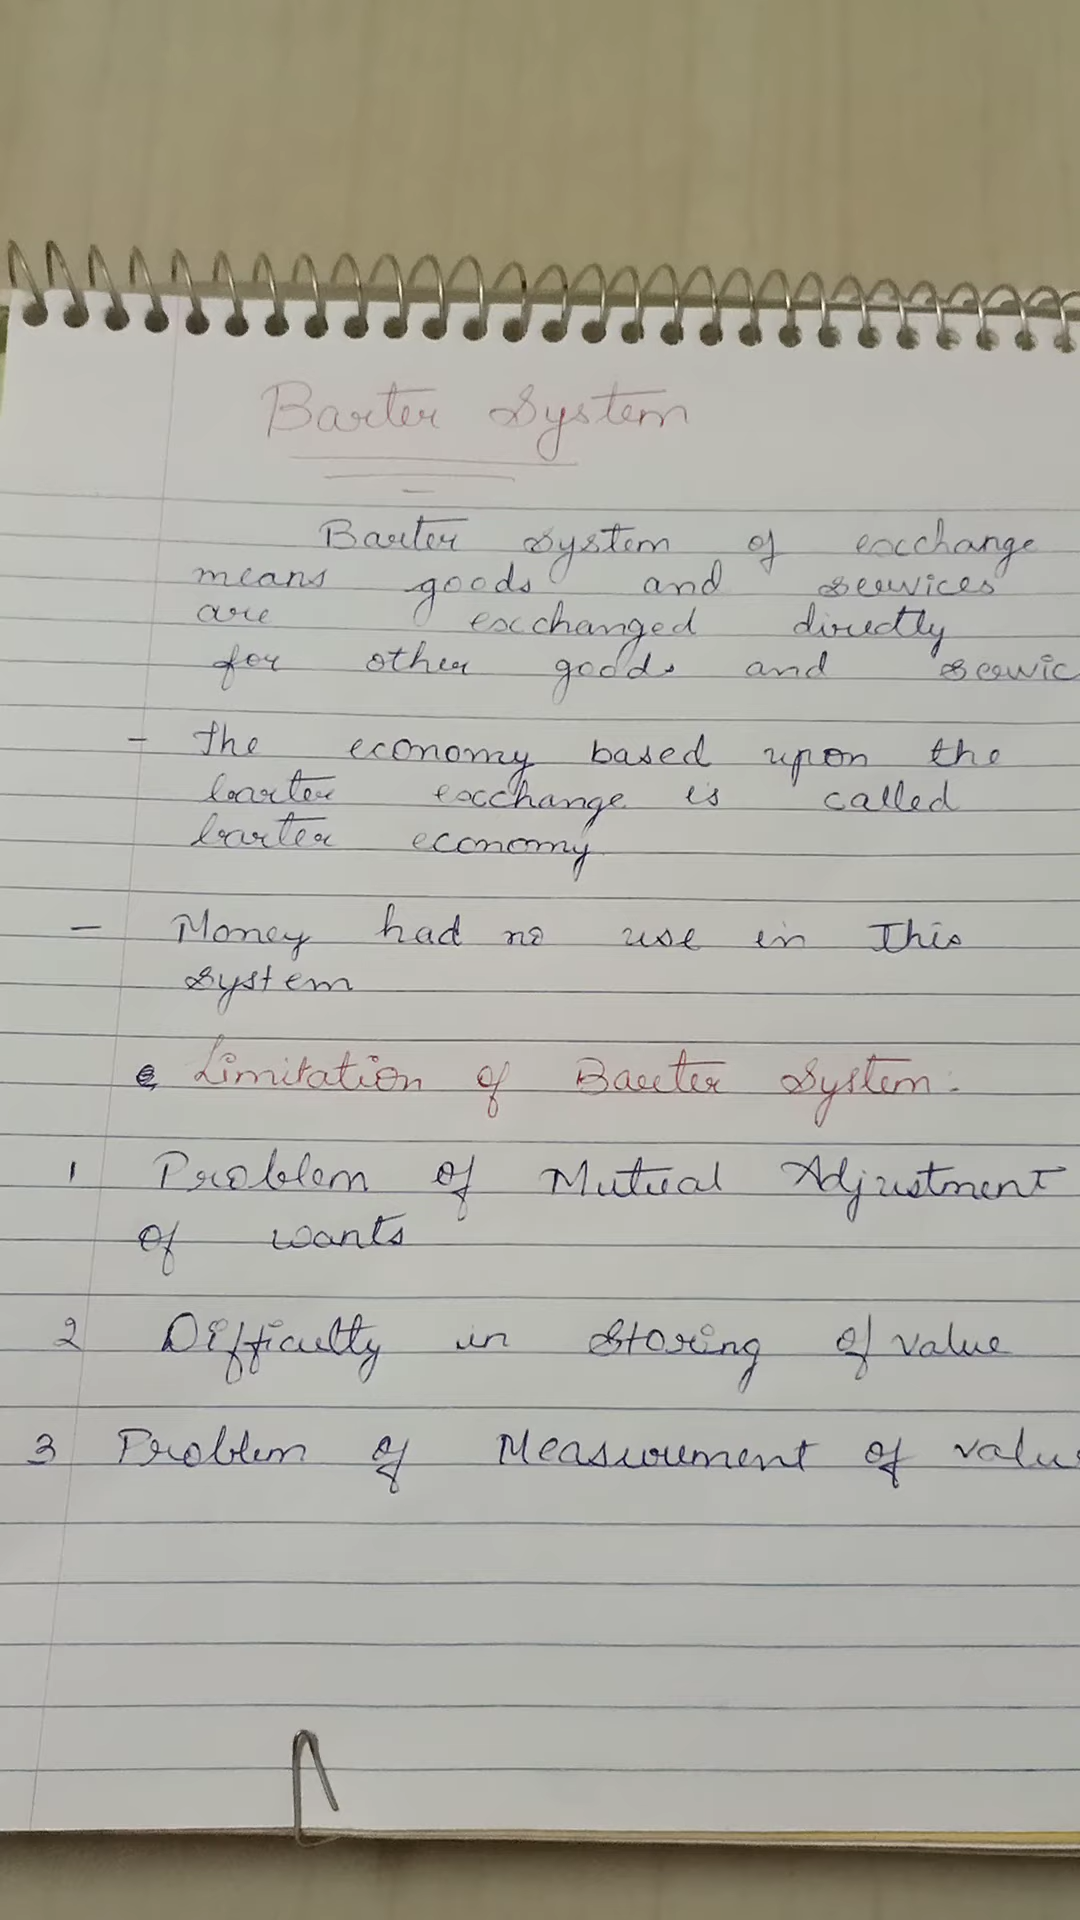 Barter System
Barter system of exchange
means goods and services
are exchanged directly
for other goods and servic
- the economy based upon the
barter exchange is called
barter economy
- Money had no use in This
system
Limitation of Barter System.
1 Problem of Mutual Adjustment
of wants
2 Difficulty in Storing of value
3 Problem of Measurement of value